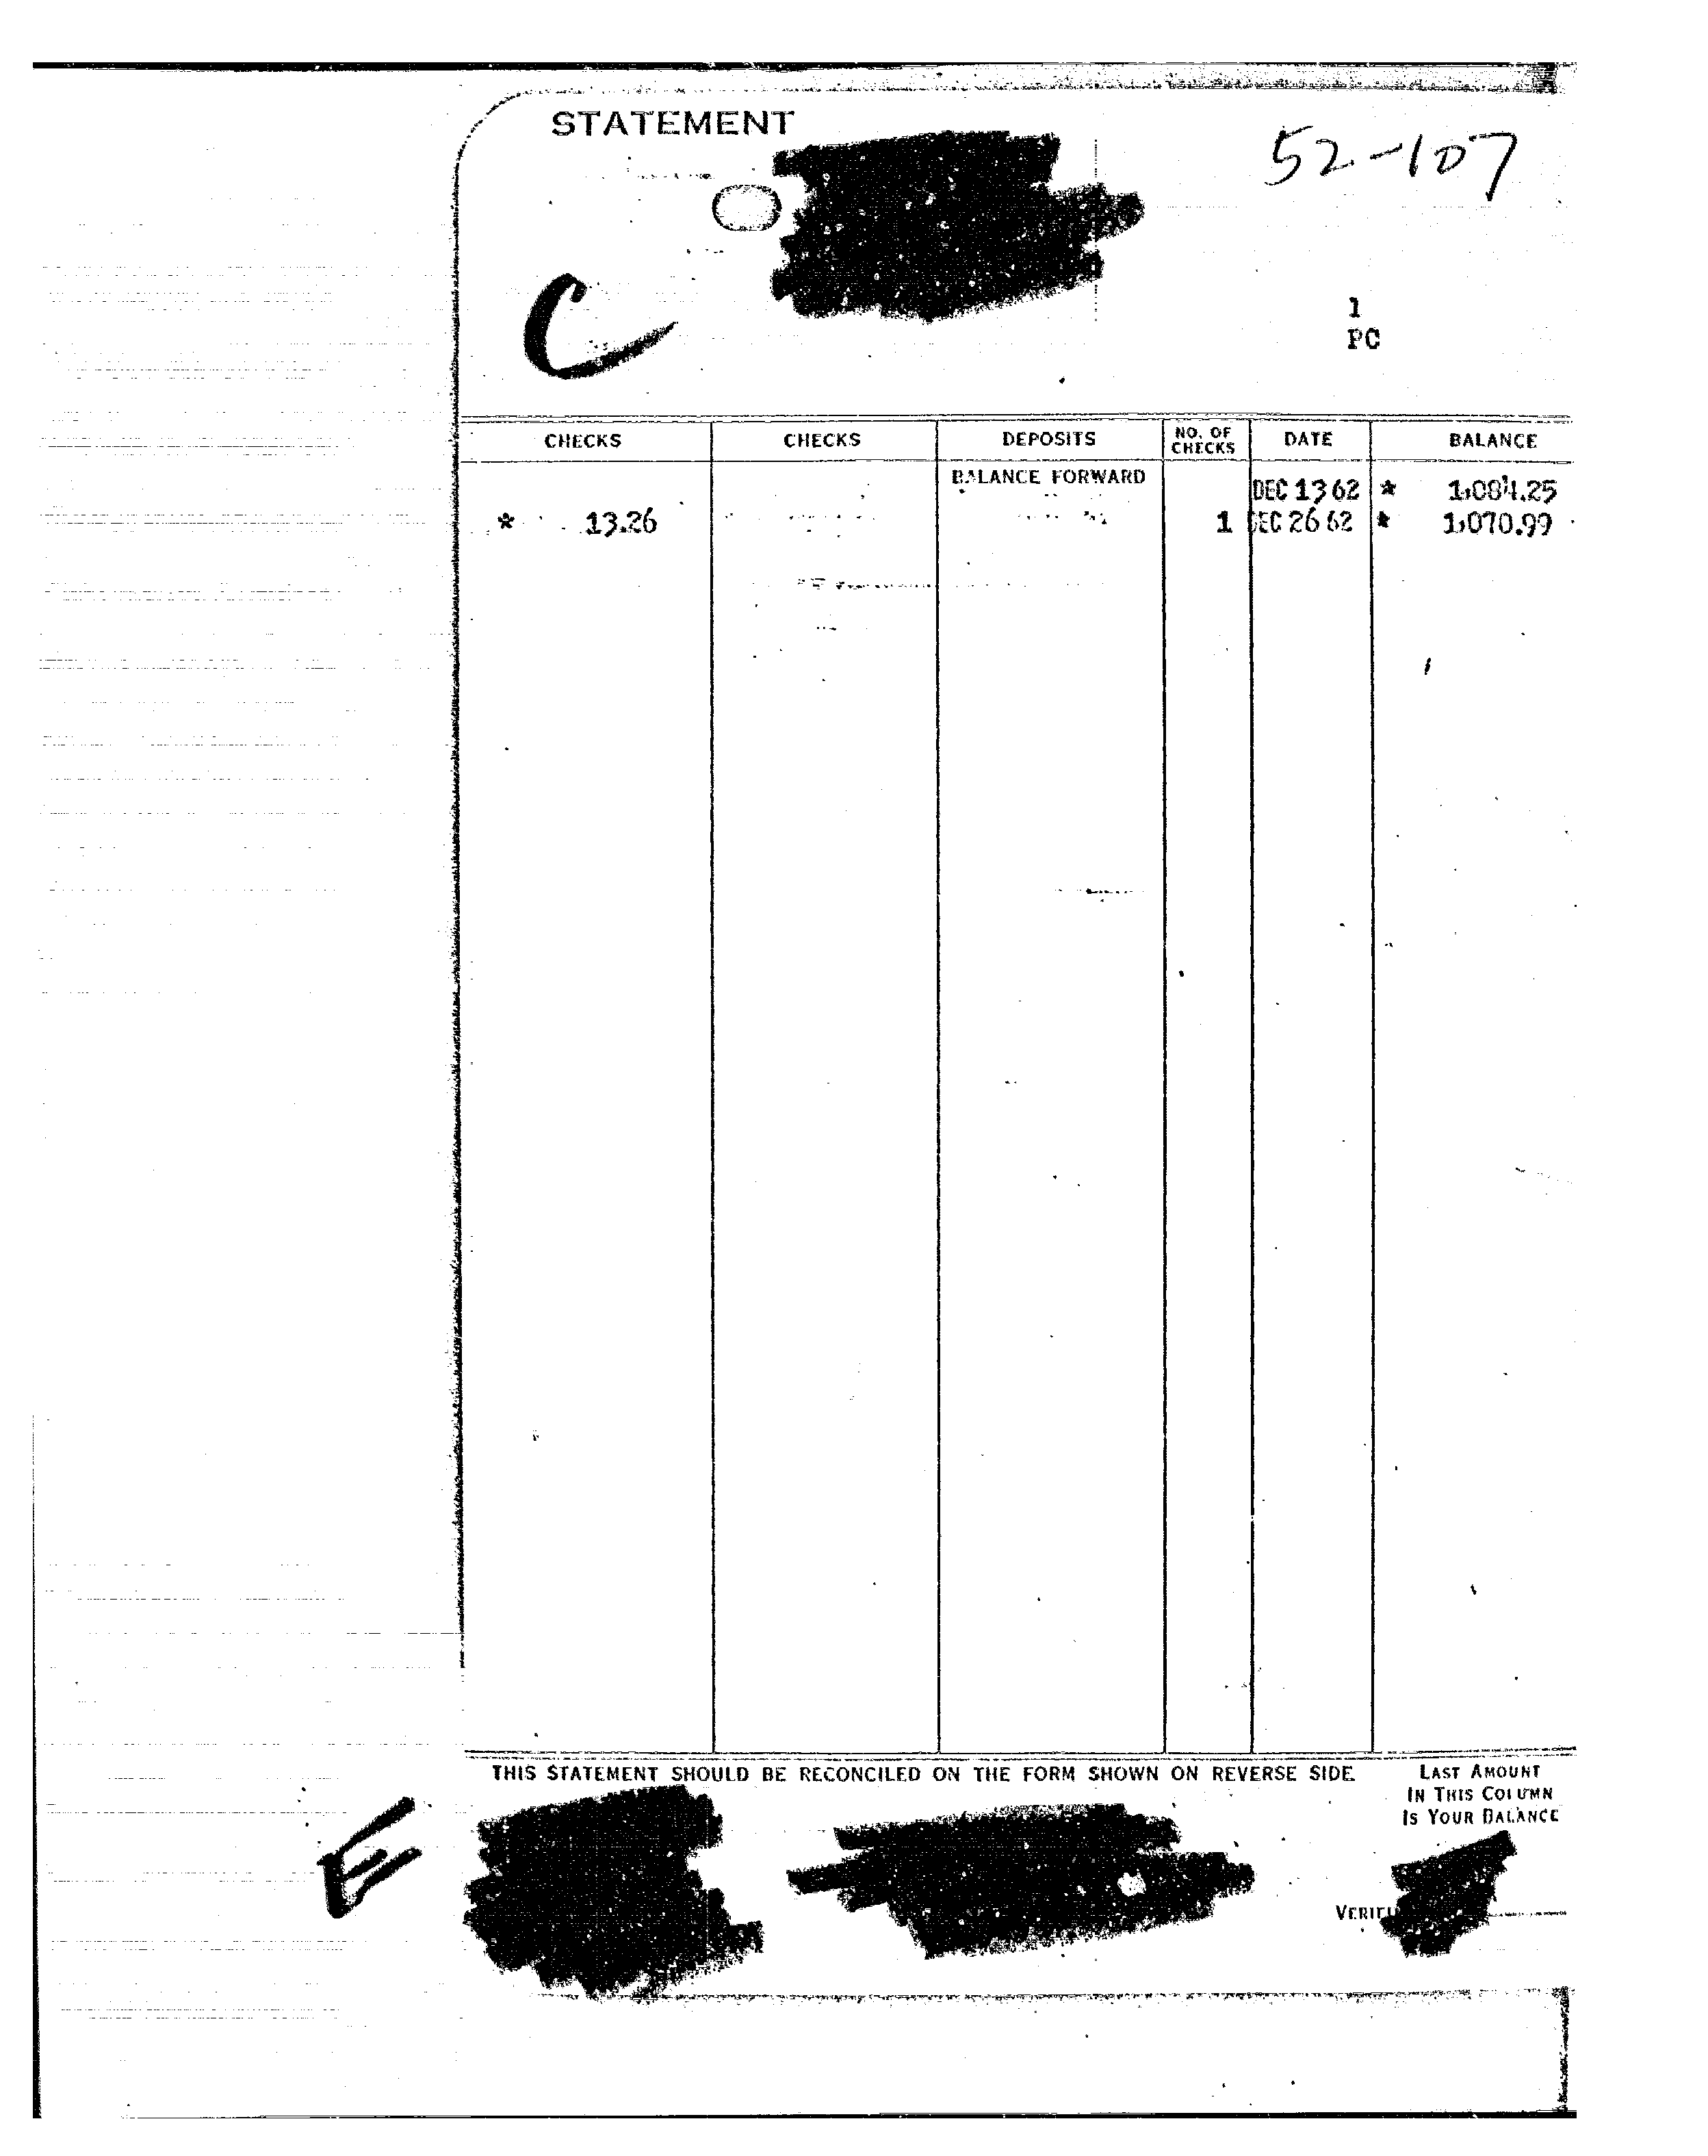 STATEMENT
52-107
C
1
PC
CHECKS CHECKS DEPOSITS NO. OF CHECKS DATE BALANCE
BALANCE FORWARD DEC 13 62 * 1,084.25
* 13.26 1 DEC 26 62 * 1,070.99
THIS STATEMENT SHOULD BE RECONCILED ON THE FORM SHOWN ON REVERSE SIDE.
LAST AMOUNT
IN THIS COLUMN
IS YOUR BALANCE
E